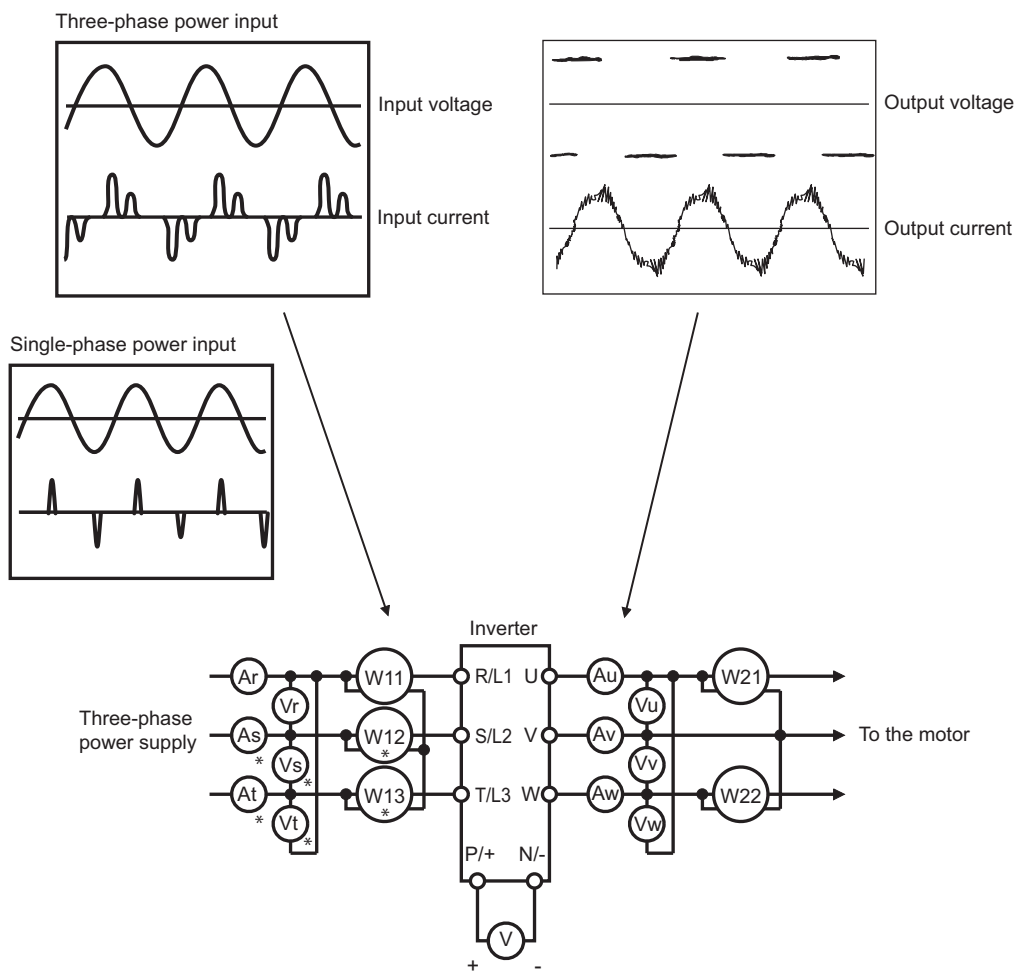 Three-phase power input
Input voltage
Input current
Output voltage
Output current
Single-phase power input
Inverter
Ar
W11
R/L1
U
Au
W21
Vr
Vu
Three-phase
power supply
As
*
W12
*
S/L2
V
Av
To the motor
Vs
*
Vv
At
*
W13
*
T/L3
W
Aw
W22
Vt
*
Vw
P/+
N/-
V
+
-